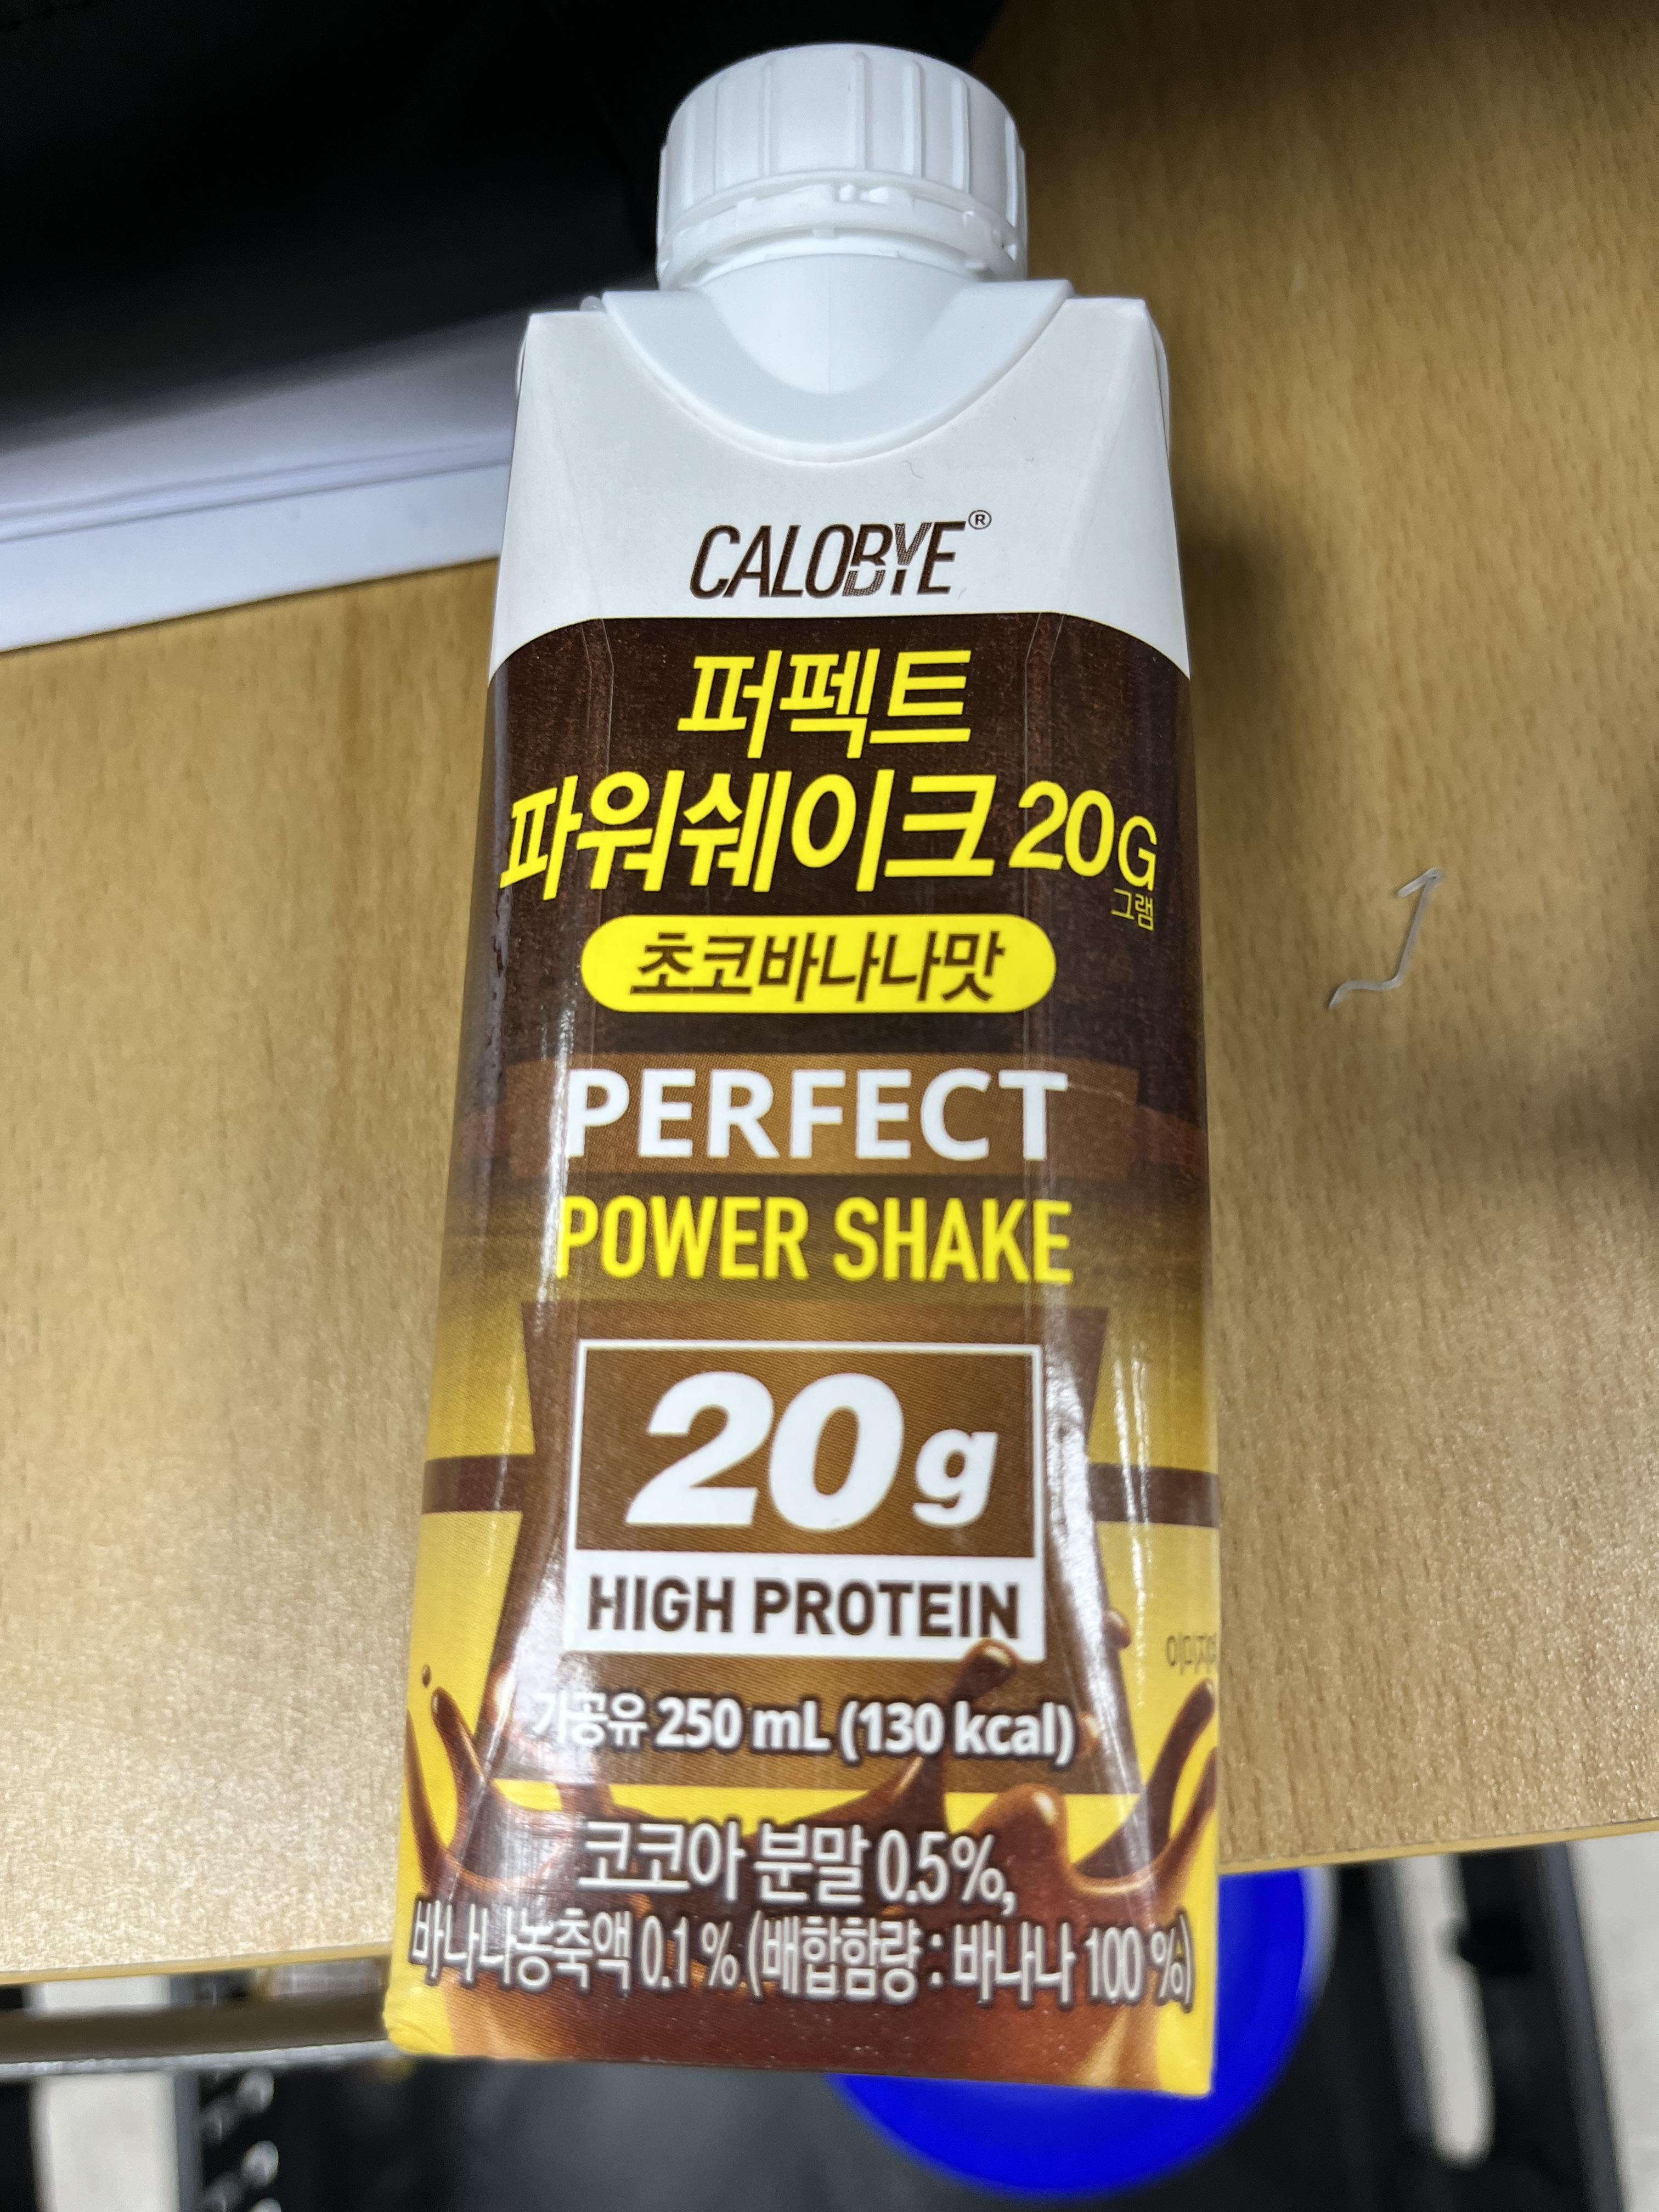 CALOBYE®
퍼펙트
파워쉐이크 20G
그램
초코바나나맛
PERFECT
POWER SHAKE
20g
HIGH PROTEIN
가공유 250 mL (130 kcal)
코코아 분말 0.5%,
바나나농축액 0.1% (배합함량 : 바나나 100%)